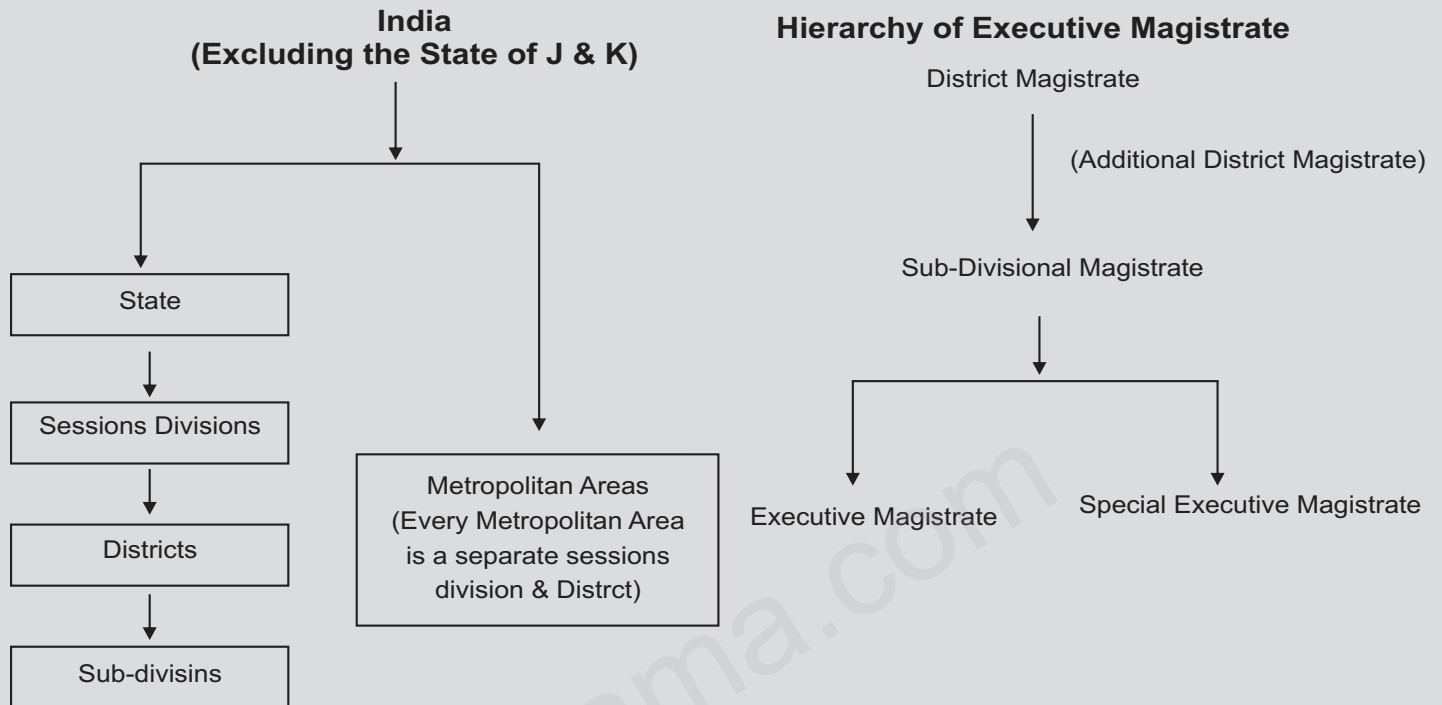 India
(Excluding the State of J & K)
State
Sessions Divisions
Districts
Sub-divisins
Metropolitan Areas
(Every Metropolitan Area
is a separate sessions
division & Distrct)
Hierarchy of Executive Magistrate
District Magistrate
(Additional District Magistrate)
Sub-Divisional Magistrate
Executive Magistrate
Special Executive Magistrate
ama.com